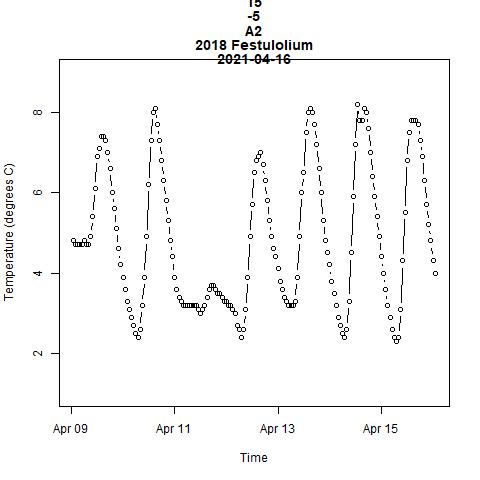 15
-5
A2
2018 Festulolium
2021-04-16
8
6
4
2
Temperature (degrees C)
Apr 09
Apr 11
Apr 13
Apr 15
Time